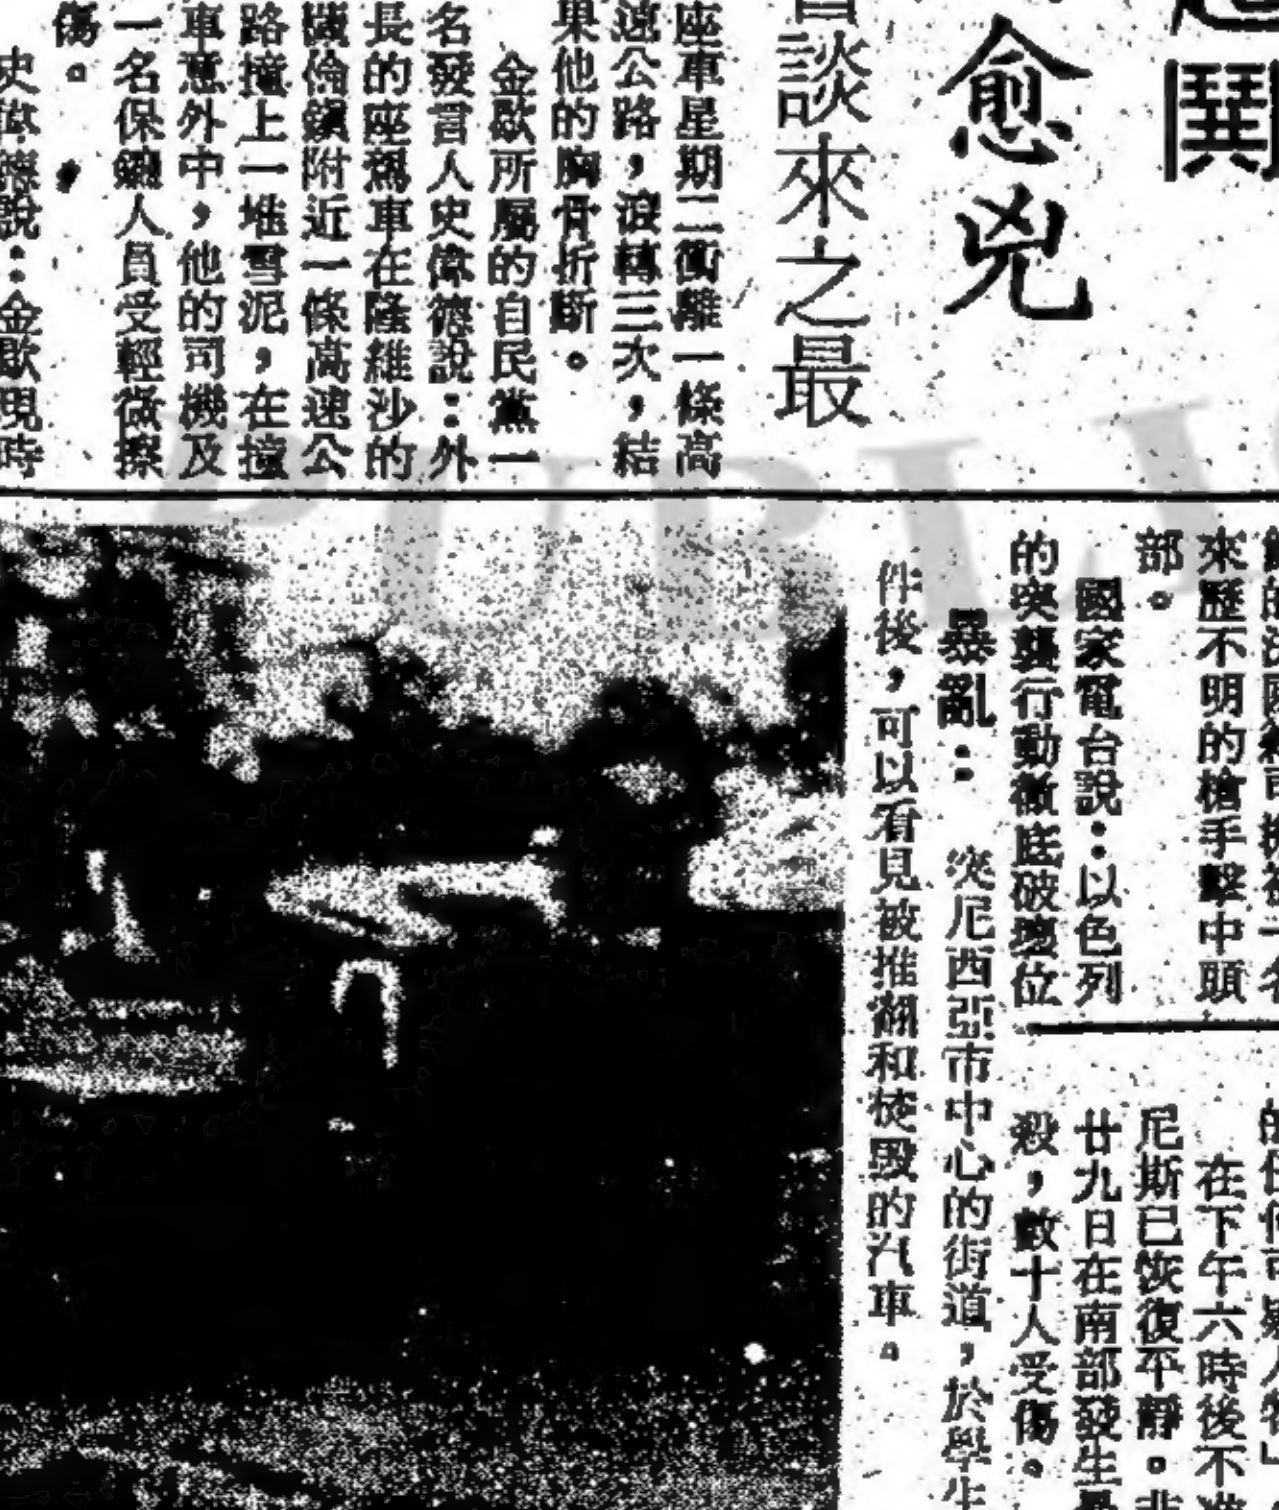 鬪
愈兇
談來之最
座車星期二衝離一條高
速公路，滾轉三次，結
果他的胸骨折斷。
金歇所屬的自民黨一
名發言人史偉德說：外
長的座駕車在隆維沙的
倫鎮附近一條高速公
路撞上一堆雪泥，在撞
車意外中，他的司機及
一名保鑣人員受輕微擦
傷。
史偉德說：金歇現時
來歷不明的槍手擊中頭
部。
國家電台說：以色列
的突襲行動徹底破壞位
暴亂：　突尼西亞市中心的街道，於學生
件後，可以看見被推翻和焚毀的汽車。
在下午六時後不
尼斯已恢復平靜。
廿九日在南部發生
殺，數十人受傷。
PUBLI